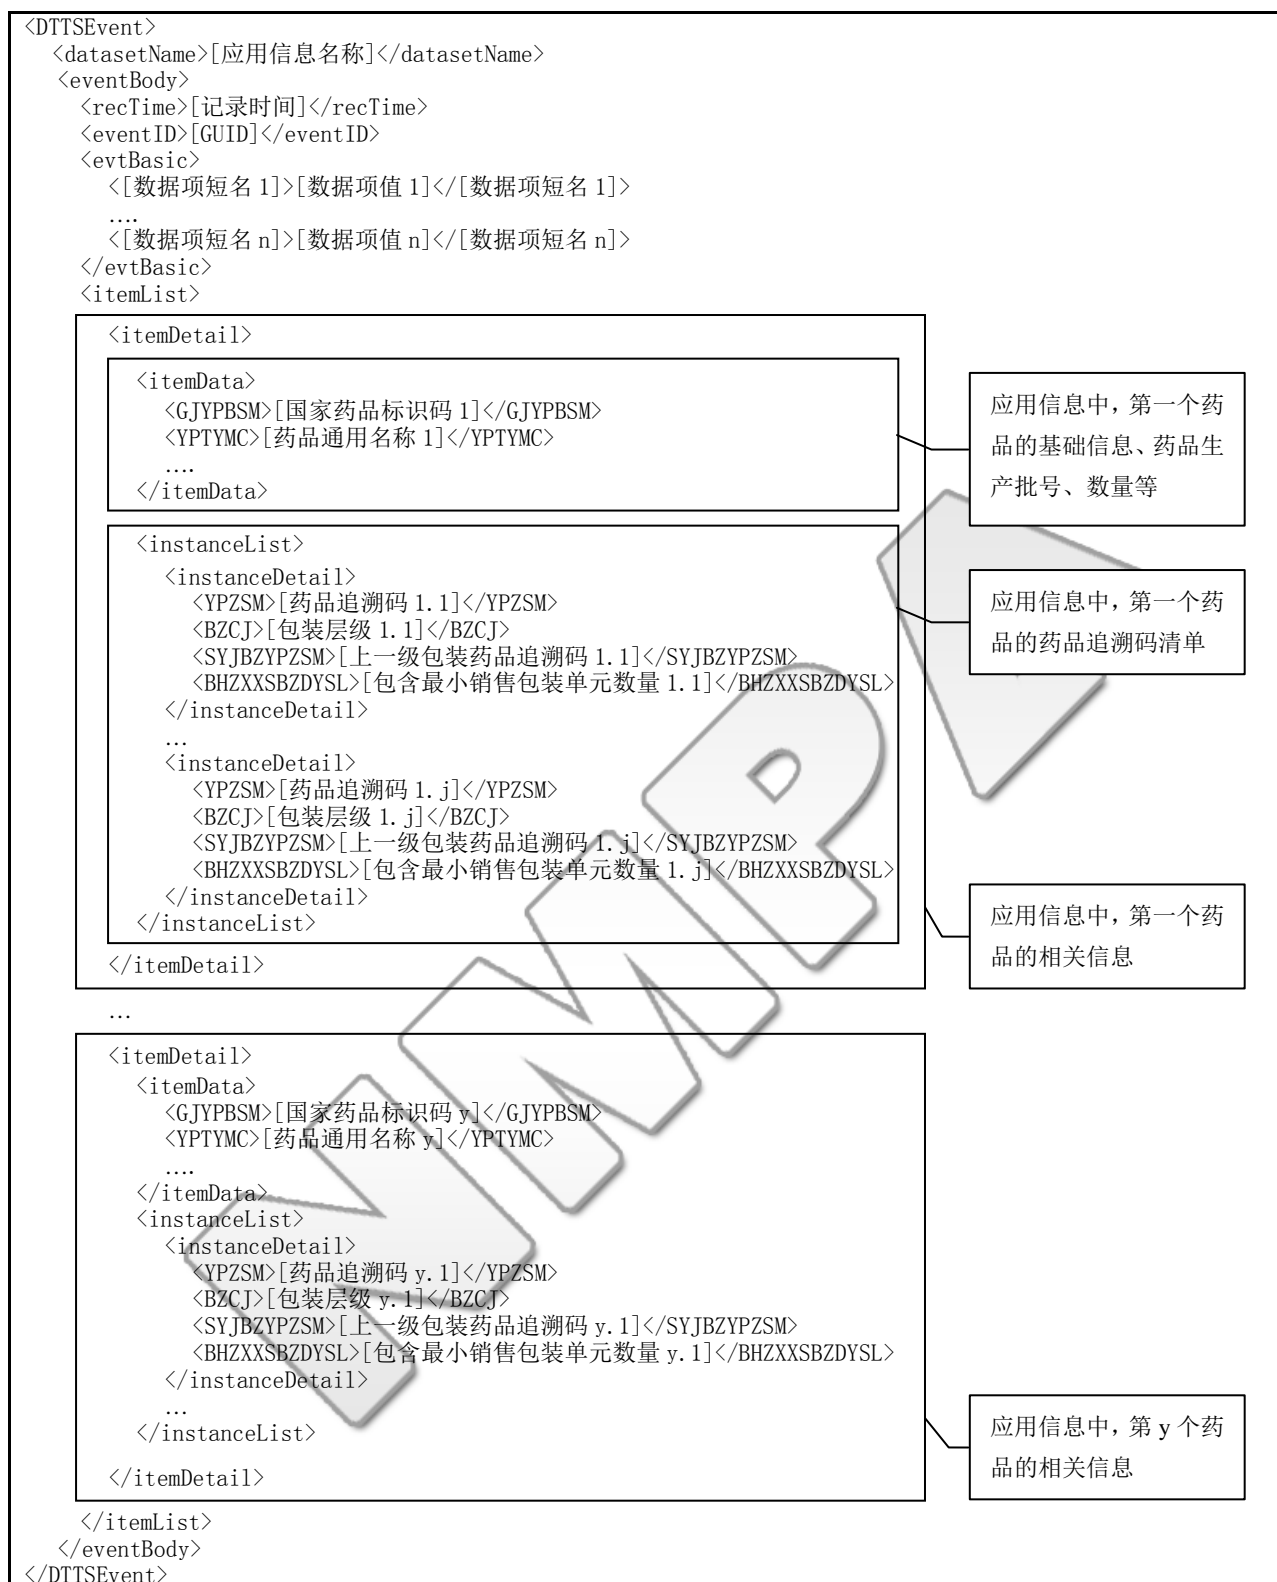 <DTTSEvent>
<datasetName>[应用信息名称]</datasetName>
<eventBody>
<recTime>[记录时间]</recTime>
<eventID>[GUID]</eventID>
<evtBasic>
<[数据项短名 1]>[数据项值 1]</[数据项短名 1]>
....
<[数据项短名 n]>[数据项值 n]</[数据项短名 n]>
</evtBasic>
<itemList>
<itemDetail>
<itemData>
<GJYPBSM>[国家药品标识码 1]</GJYPBSM>
<YPTYMC>[药品通用名称 1]</YPTYMC>
....
</itemData>
应用信息中，第一个药
品的基础信息、药品生
产批号、数量等
<instanceList>
<instanceDetail>
<YPZSM>[药品追溯码 1.1]</YPZSM>
<BZCJ>[包装层级 1.1]</BZCJ>
<SYJBZYPZSM>[上一级包装药品追溯码 1.1]</SYJBZYPZSM>
<BHZXXSBZDYSL>[包含最小销售包装单元数量 1.1]</BHZXXSBZDYSL>
</instanceDetail>
...
<instanceDetail>
<YPZSM>[药品追溯码 1.j]</YPZSM>
<BZCJ>[包装层级 1.j]</BZCJ>
<SYJBZYPZSM>[上一级包装药品追溯码 1.j]</SYJBZYPZSM>
<BHZXXSBZDYSL>[包含最小销售包装单元数量 1.j]</BHZXXSBZDYSL>
</instanceDetail>
</instanceList>
应用信息中，第一个药
品的药品追溯码清单
</itemDetail>
应用信息中，第一个药
品的相关信息
...
<itemDetail>
<itemData>
<GJYPBSM>[国家药品标识码 y]</GJYPBSM>
<YPTYMC>[药品通用名称 y]</YPTYMC>
....
</itemData>
<instanceList>
<instanceDetail>
<YPZSM>[药品追溯码 y.1]</YPZSM>
<BZCJ>[包装层级 y.1]</BZCJ>
<SYJBZYPZSM>[上一级包装药品追溯码 y.1]</SYJBZYPZSM>
<BHZXXSBZDYSL>[包含最小销售包装单元数量 y.1]</BHZXXSBZDYSL>
</instanceDetail>
...
</instanceList>
</itemDetail>
应用信息中，第 y 个药
品的相关信息
</itemList>
</eventBody>
</DTTSEvent>
NMPA